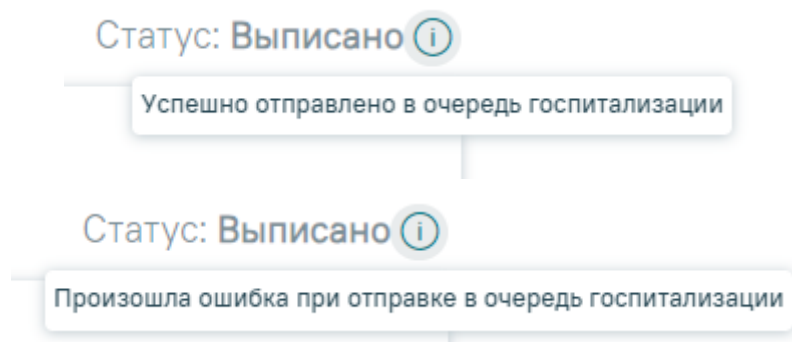 Статус: Выписано
Успешно отправлено в очередь госпитализации
Статус: Выписано
Произошла ошибка при отправке в очередь госпитализации